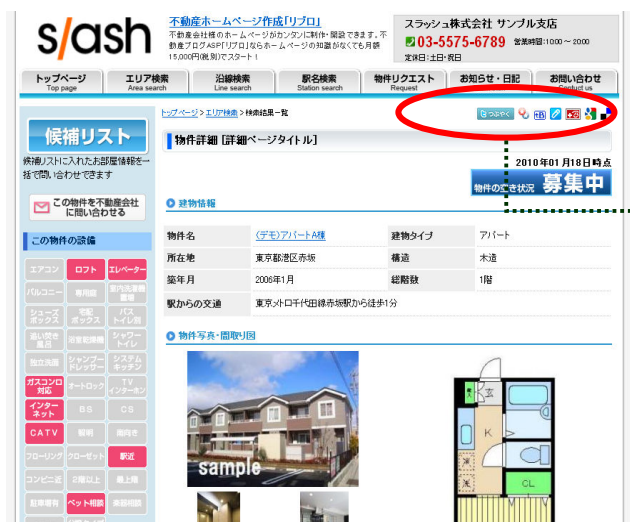 slash
不動産ホームページ作成「リブロ」
不動産会社様のホームページがカンタンに制作・開設できます。不
動産ブログASP「リブロ」ならホームページの知識がなくても月額
15,000円(税別)でスタート！
スラッシュ株式会社 サンプル支店
03-5575-6789 営業時間:10:00～20:00
定休日:土日・祝日
トップページ エリア検索 沿線検索 駅名検索 物件リクエスト お知らせ・日記 お問い合わせ
Top page Area search Line search Station search Request Contuct us
トップページ > エリア検索 > 検索結果一覧
つぶやく
候補リスト
候補リストに入れたお部屋情報を一
括で問い合わせできます
この物件を不動産会社
に問い合わせる
この物件の設備
エアコン ロフト エレベーター
バルコニー 専用庭 室内洗濯機
置場
シューズ
ボックス 宅配
ボックス バス
トイレ別
追い焚き
風呂 浴室乾燥機 シャワー
トイレ
独立洗面 シャンプー
ドレッサー システム
キッチン
ガスコンロ
対応 オートロック TV
インターホン
インター
ネット BS CS
CATV 照明 南向き
フローリング クローゼット 駅近
コンビニ近 2階以上 最上階
駐車場有 ペット相談 楽器相談
物件詳細 [詳細ページタイトル]
2010年01月18日時点
物件の空き状況 募集中
建物情報
物件名 (デモ)アパートA棟 建物タイプ アパート
所在地 東京都港区赤坂 構造 木造
築年月 2006年1月 総階数 1階
駅からの交通 東京メトロ千代田線赤坂駅から徒歩1分
物件写真・間取り図
sample
玄
K
CL